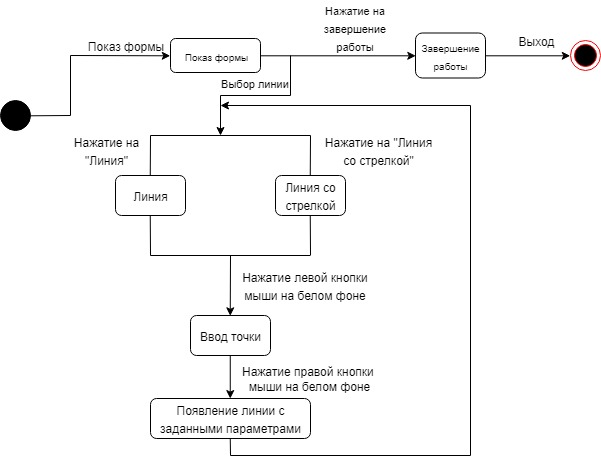 Нажатие на
завершение
работы
Показ формы
Показ формы
Завершение
работы
Выход
Выбор линии
Нажатие на
"Линия"
Нажатие на "Линия
со стрелкой"
Линия
Линия со
стрелкой
Нажатие левой кнопки
мыши на белом фоне
Ввод точки
Нажатие правой кнопки
мыши на белом фоне
Появление линии с
заданными параметрами